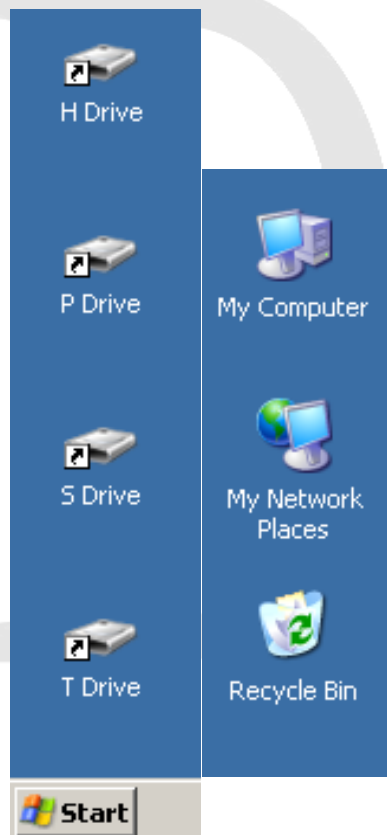 H Drive
P Drive
S Drive
T Drive
Start
My Computer
My Network
Places
Recycle Bin